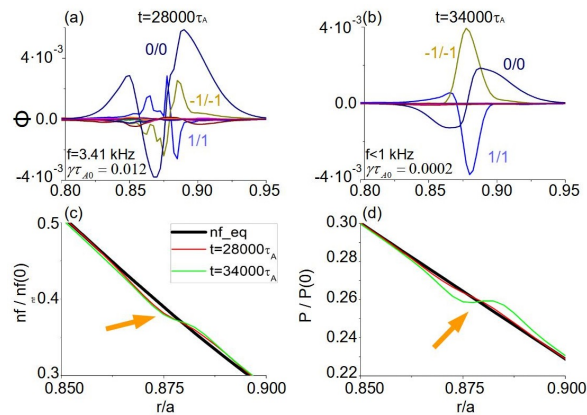 (a)
t=28000τA
(b)
t=34000τA
4·10-3
0/0
-1/-1
1/1
0.0
Φ
-4·10-3
f=3.41 kHz
γτA0=0.012
0.80
0.85
0.90
0.95
4·10-3
-1/-1
0/0
1/1
0.0
-4·10-3
f<1 kHz
γτA0=0.0002
0.80
0.85
0.90
0.95
(c)
nf_eq
t=28000τA
t=34000τA
0.5
0.4
0.3
nf / nf(0)
0.850
0.875
0.900
r/a
(d)
0.30
0.28
0.26
0.24
0.22
P / P(0)
0.850
0.875
0.900
r/a